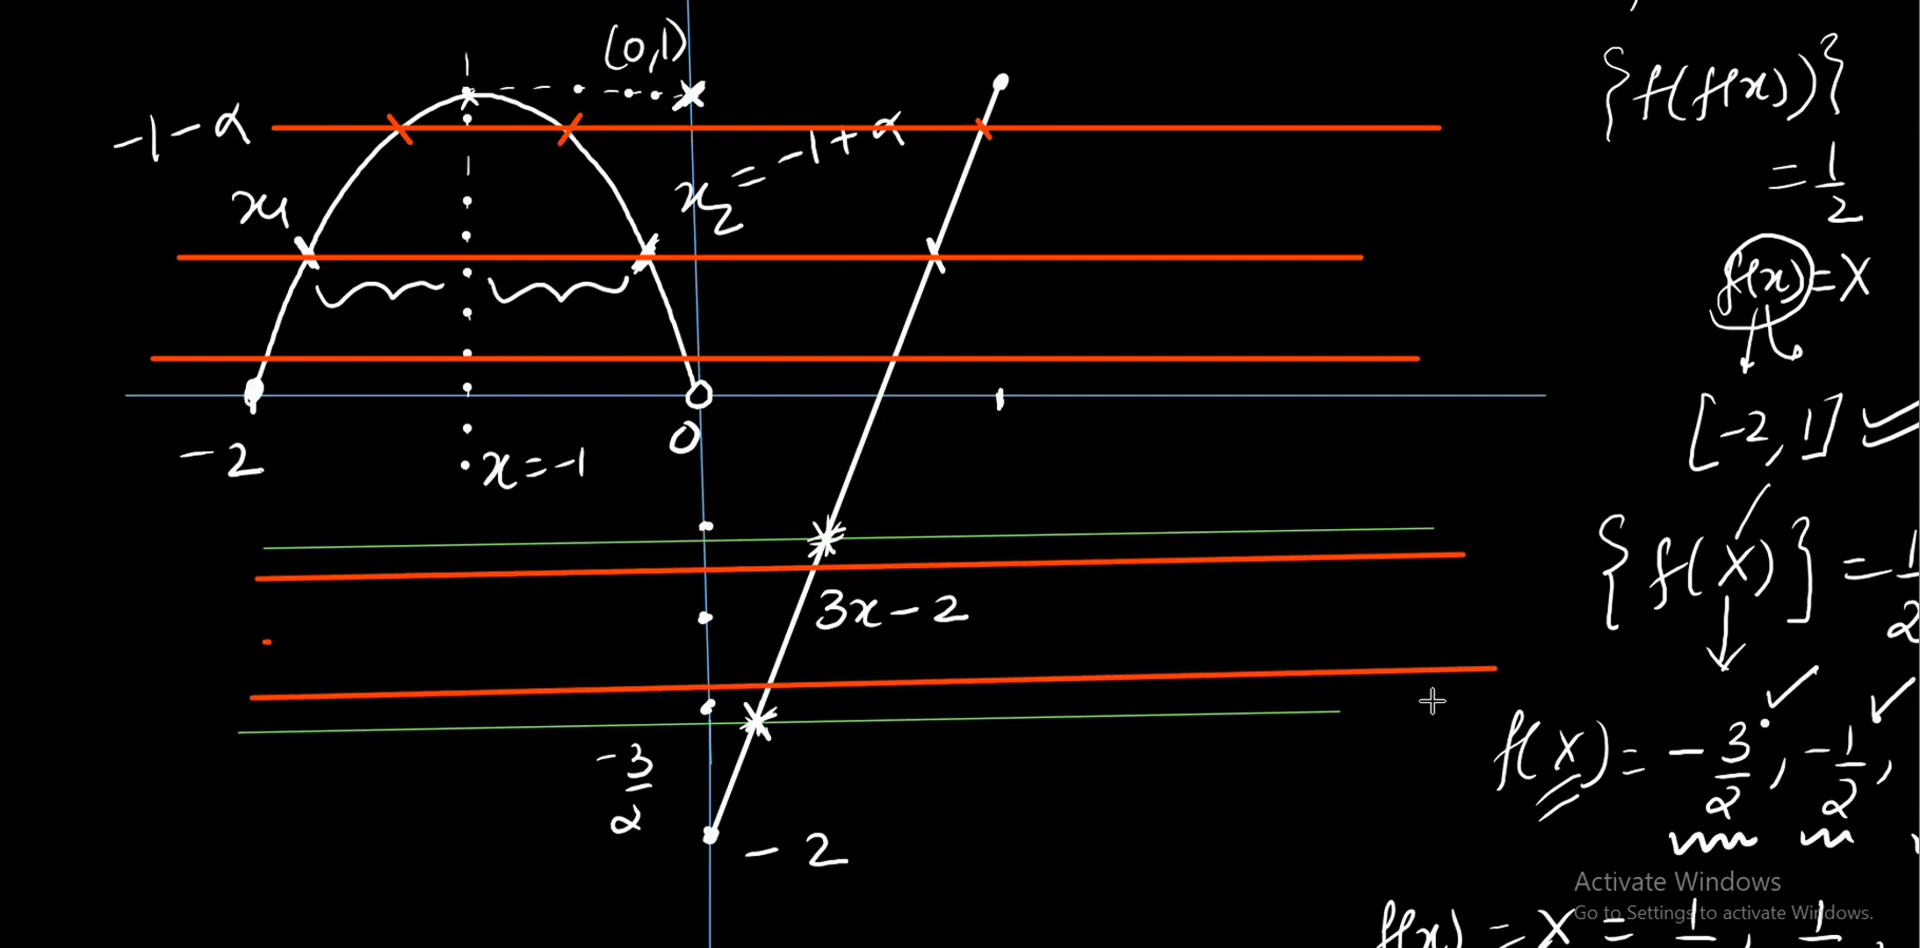 (0,1)
-1-α
x₁
x₂ = -1+α
-2
x=-1
0
3x-2
-3/2
-2
{f(f(x))}
= 1/2
f(x)=X
[-2,1]
{f(X)} = 1/2
f(X) = -3/2, -1/2,
f(x) = X =
Activate Windows
Go to Settings to activate Windows.